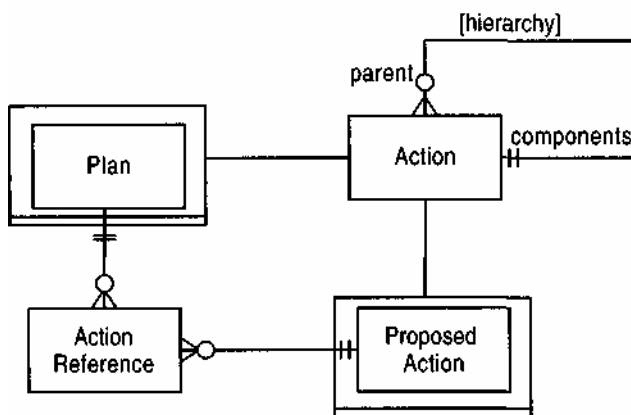 [hierarchy]
parent
components
Plan
Action
Action
Reference
Proposed
Action